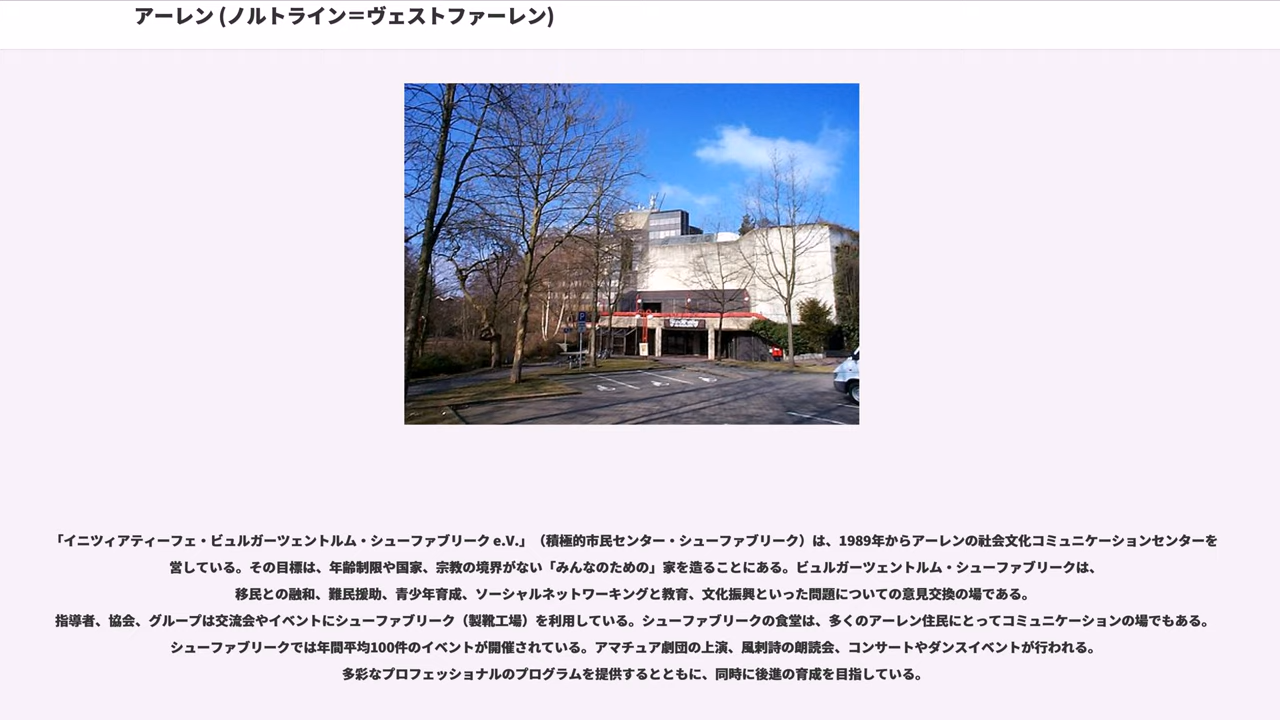 アーレン (ノルトライン＝ヴェストファーレン)
P
「イニツィアティーフェ・ビュルガーツェントルム・シューファブリーク e.V.」（積極的市民センター・シューファブリーク）は、1989年からアーレンの社会文化コミュニケーションセンターを
営している。その目標は、年齢制限や国家、宗教の境界がない「みんなのための」家を造ることにある。ビュルガーツェントルム・シューファブリークは、
移民との融和、難民援助、青少年育成、ソーシャルネットワーキングと教育、文化振興といった問題についての意見交換の場である。
指導者、協会、グループは交流会やイベントにシューファブリーク（製靴工場）を利用している。シューファブリークの食堂は、多くのアーレン住民にとってコミュニケーションの場でもある。
シューファブリークでは年間平均100件のイベントが開催されている。アマチュア劇団の上演、風刺詩の朗読会、コンサートやダンスイベントが行われる。
多彩なプロフェッショナルのプログラムを提供するとともに、同時に後進の育成を目指している。